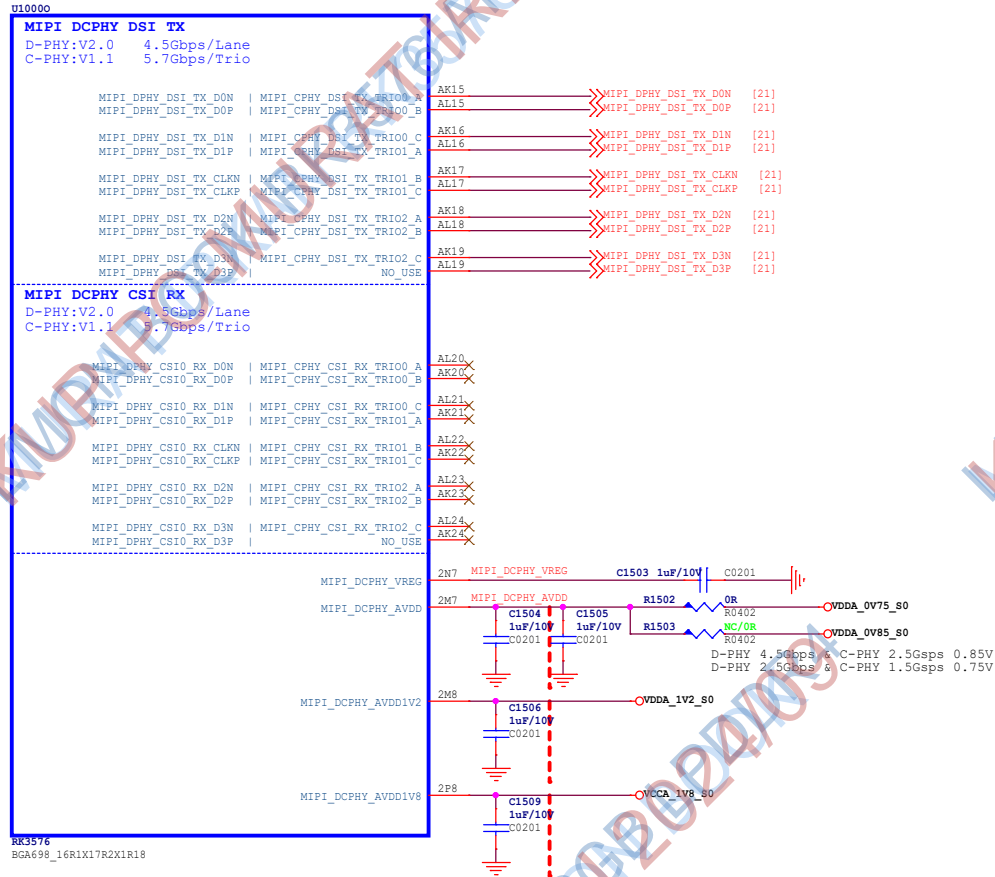 U1000O
MIPI DCPHY DSI TX
D-PHY:V2.0 4.5Gbps/Lane
C-PHY:V1.1 5.7Gbps/Trio
MIPI_DPHY_DSI_TX_D0N | MIPI_CPHY_DSI_TX_TRIO0_A AK15 MIPI_DPHY_DSI_TX_D0N [21]
MIPI_DPHY_DSI_TX_D0P | MIPI_CPHY_DSI_TX_TRIO0_B AL15 MIPI_DPHY_DSI_TX_D0P [21]
MIPI_DPHY_DSI_TX_D1N | MIPI_CPHY_DSI_TX_TRIO0_C AK16 MIPI_DPHY_DSI_TX_D1N [21]
MIPI_DPHY_DSI_TX_D1P | MIPI_CPHY_DSI_TX_TRIO1_A AL16 MIPI_DPHY_DSI_TX_D1P [21]
MIPI_DPHY_DSI_TX_CLKN | MIPI_CPHY_DSI_TX_TRIO1_B AK17 MIPI_DPHY_DSI_TX_CLKN [21]
MIPI_DPHY_DSI_TX_CLKP | MIPI_CPHY_DSI_TX_TRIO1_C AL17 MIPI_DPHY_DSI_TX_CLKP [21]
MIPI_DPHY_DSI_TX_D2N | MIPI_CPHY_DSI_TX_TRIO2_A AK18 MIPI_DPHY_DSI_TX_D2N [21]
MIPI_DPHY_DSI_TX_D2P | MIPI_CPHY_DSI_TX_TRIO2_B AL18 MIPI_DPHY_DSI_TX_D2P [21]
MIPI_DPHY_DSI_TX_D3N | MIPI_CPHY_DSI_TX_TRIO2_C AK19 MIPI_DPHY_DSI_TX_D3N [21]
MIPI_DPHY_DSI_TX_D3P | NO_USE AL19 MIPI_DPHY_DSI_TX_D3P [21]
MIPI DCPHY CSI RX
D-PHY:V2.0 4.5Gbps/Lane
C-PHY:V1.1 5.7Gbps/Trio
MIPI_DPHY_CSI0_RX_D0N | MIPI_CPHY_CSI_RX_TRIO0_A AL20
MIPI_DPHY_CSI0_RX_D0P | MIPI_CPHY_CSI_RX_TRIO0_B AK20
MIPI_DPHY_CSI0_RX_D1N | MIPI_CPHY_CSI_RX_TRIO0_C AL21
MIPI_DPHY_CSI0_RX_D1P | MIPI_CPHY_CSI_RX_TRIO1_A AK21
MIPI_DPHY_CSI0_RX_CLKN | MIPI_CPHY_CSI_RX_TRIO1_B AL22
MIPI_DPHY_CSI0_RX_CLKP | MIPI_CPHY_CSI_RX_TRIO1_C AK22
MIPI_DPHY_CSI0_RX_D2N | MIPI_CPHY_CSI_RX_TRIO2_A AL23
MIPI_DPHY_CSI0_RX_D2P | MIPI_CPHY_CSI_RX_TRIO2_B AK23
MIPI_DPHY_CSI0_RX_D3N | MIPI_CPHY_CSI_RX_TRIO2_C AL24
MIPI_DPHY_CSI0_RX_D3P | NO_USE AK24
MIPI_DCPHY_VREG 2N7 MIPI_DCPHY_VREG C1503 1uF/10V C0201
MIPI_DCPHY_AVDD 2M7 MIPI_DCPHY_AVDD R1502 0R R0402 VDDA_0V75_S0
C1504 1uF/10V C0201
C1505 1uF/10V C0201
R1503 NC/0R R0402 VDDA_0V85_S0
D-PHY 4.5Gbps & C-PHY 2.5Gsps 0.85V
D-PHY 2.5Gbps & C-PHY 1.5Gsps 0.75V
MIPI_DCPHY_AVDD1V2 2M8 VDDA_1V2_S0
C1506
1uF/10V
C0201
MIPI_DCPHY_AVDD1V8 2P8 VCCA_1V8_S0
C1509
1uF/10V
C0201
RK3576
BGA698_16R1X17R2X1R18